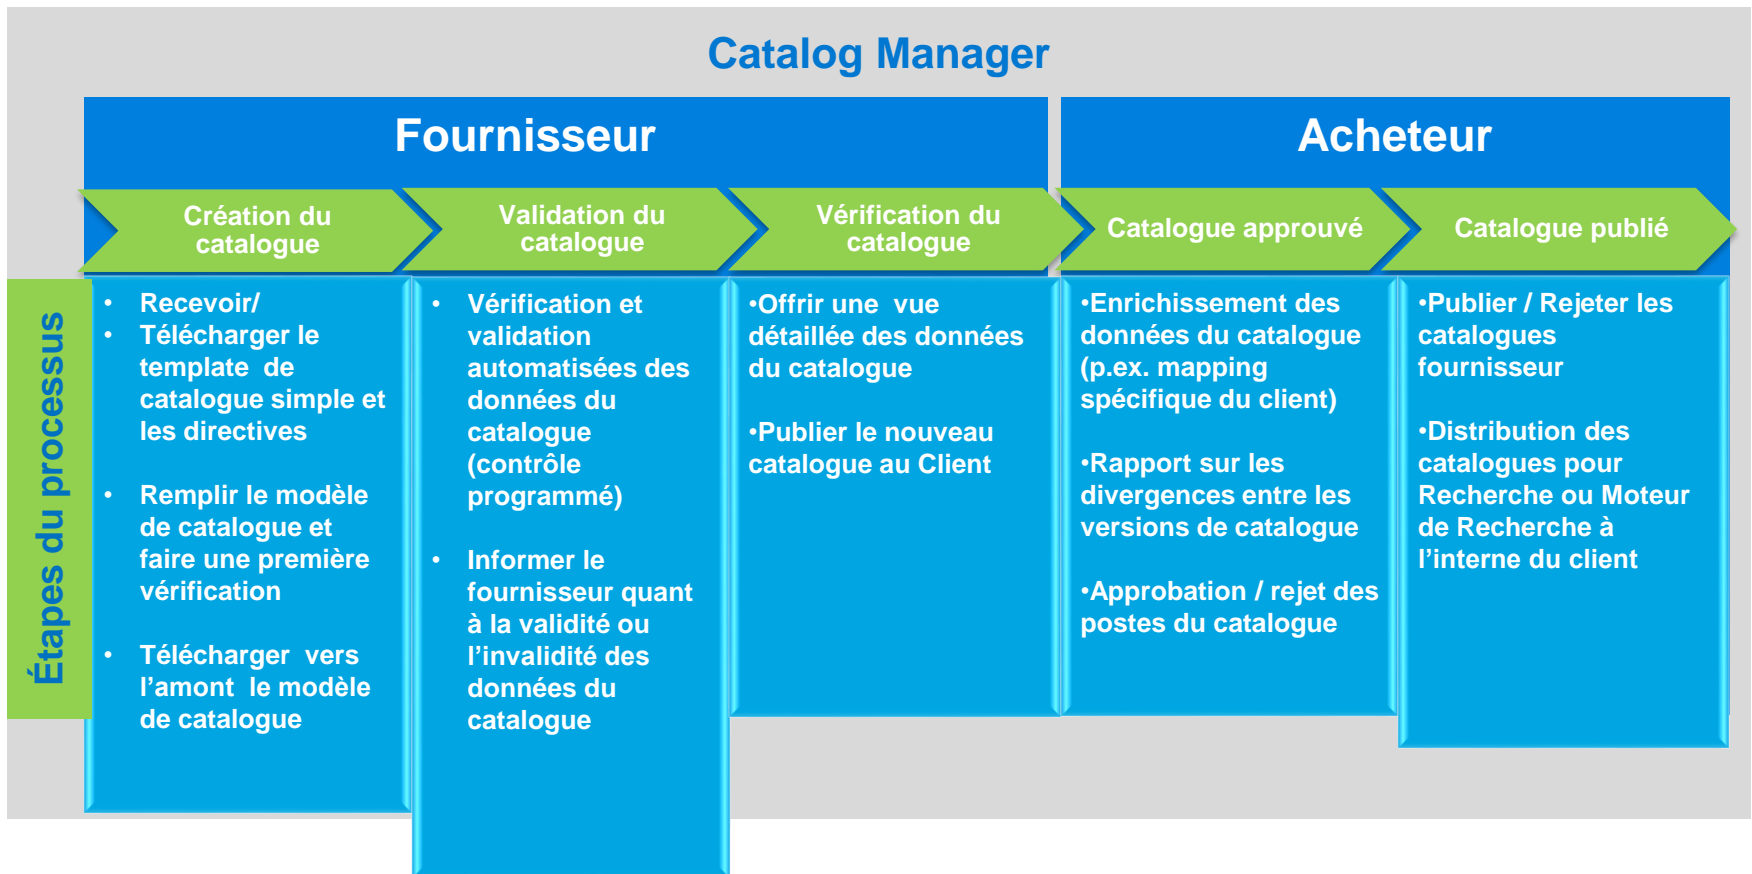 Catalog Manager
Fournisseur
Acheteur
Création du
catalogue
Validation du
catalogue
Vérification du
catalogue
Catalogue approuvé
Catalogue publié
Étapes du processus
• Recevoir/
• Télécharger le
template de
catalogue simple et
les directives
• Remplir le modèle
de catalogue et
faire une première
vérification
• Télécharger vers
l’amont le modèle
de catalogue
• Vérification et
validation
automatisées des
données du
catalogue
(contrôle
programmé)
• Informer le
fournisseur quant
à la validité ou
l’invalidité des
données du
catalogue
•Offrir une vue
détaillée des données
du catalogue
•Publier le nouveau
catalogue au Client
•Enrichissement des
données du catalogue
(p.ex. mapping
spécifique du client)
•Rapport sur les
divergences entre les
versions de catalogue
•Approbation / rejet des
postes du catalogue
•Publier / Rejeter les
catalogues
fournisseur
•Distribution des
catalogues pour
Recherche ou Moteur
de Recherche à
l’interne du client